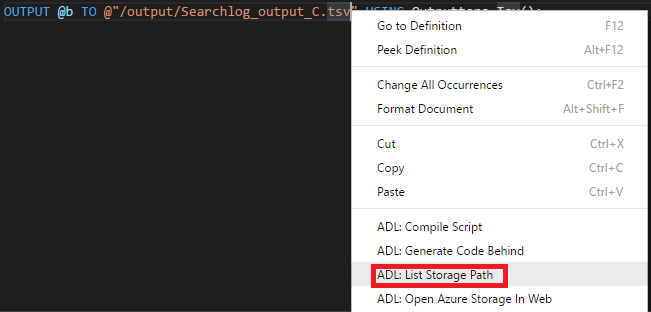 OUTPUT @b TO @"/output/Searchlog_output_C.tsv" USING Outputters.Tsv();
Go to Definition F12
Peek Definition Alt+F12
Change All Occurrences Ctrl+F2
Format Document Alt+Shift+F
Cut Ctrl+X
Copy Ctrl+C
Paste Ctrl+V
ADL: Compile Script
ADL: Generate Code Behind
ADL: List Storage Path
ADL: Open Azure Storage In Web